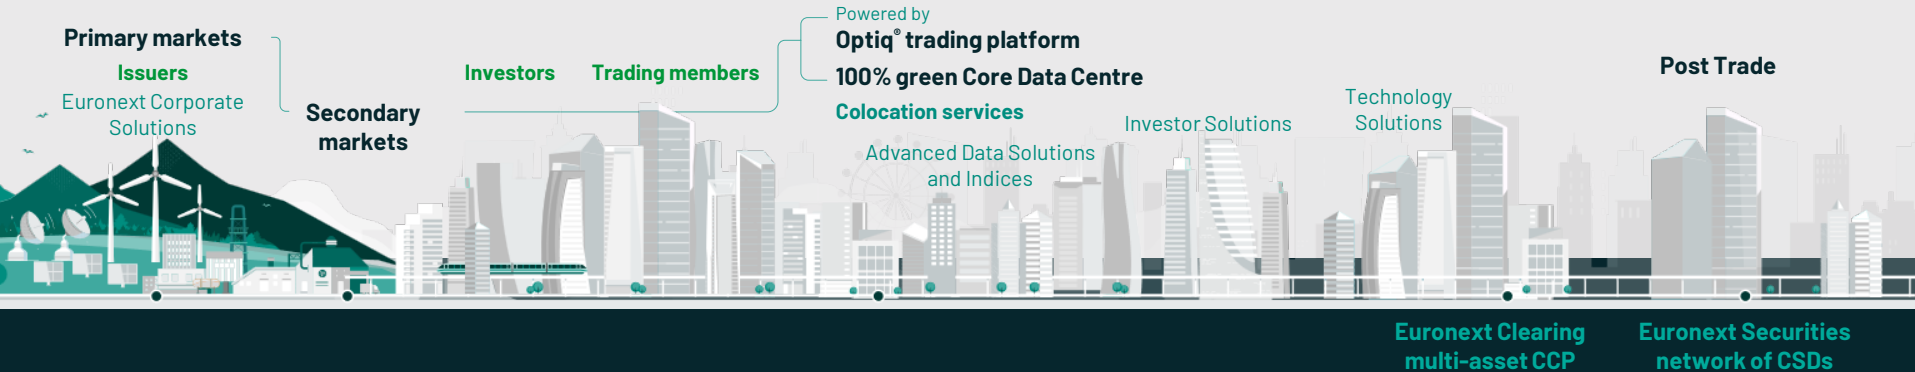 Primary markets
Issuers
Euronext Corporate
Solutions
Secondary
markets
Investors
Trading members
Powered by
Optiq® trading platform
100% green Core Data Centre
Colocation services
Advanced Data Solutions
and Indices
Investor Solutions
Technology
Solutions
Post Trade
Euronext Clearing
multi-asset CCP
Euronext Securities
network of CSDs